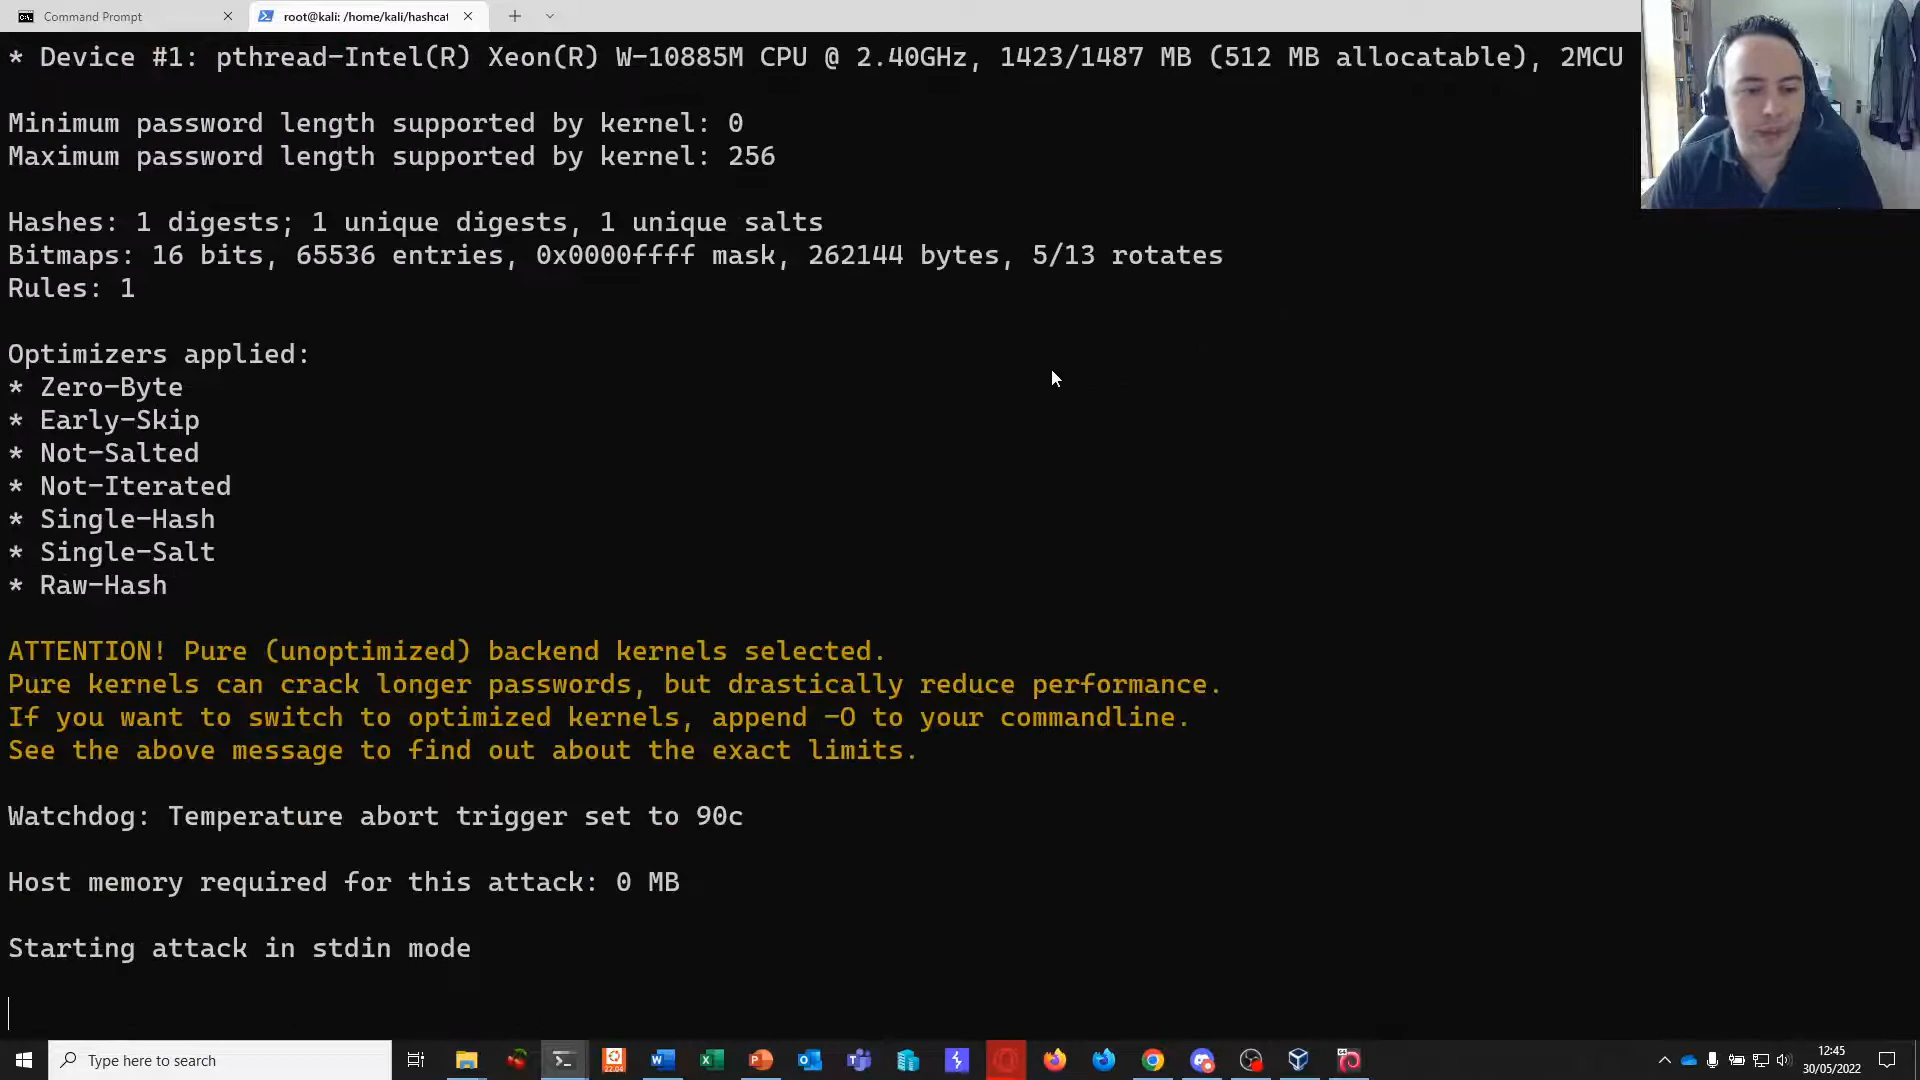 Command Prompt
root@kali: /home/kali/hashcat
* Device #1: pthread-Intel(R) Xeon(R) W-10885M CPU @ 2.40GHz, 1423/1487 MB (512 MB allocatable), 2MCU
Minimum password length supported by kernel: 0
Maximum password length supported by kernel: 256
Hashes: 1 digests; 1 unique digests, 1 unique salts
Bitmaps: 16 bits, 65536 entries, 0x0000ffff mask, 262144 bytes, 5/13 rotates
Rules: 1
Optimizers applied:
* Zero-Byte
* Early-Skip
* Not-Salted
* Not-Iterated
* Single-Hash
* Single-Salt
* Raw-Hash
ATTENTION! Pure (unoptimized) backend kernels selected.
Pure kernels can crack longer passwords, but drastically reduce performance.
If you want to switch to optimized kernels, append -O to your commandline.
See the above message to find out about the exact limits.
Watchdog: Temperature abort trigger set to 90c
Host memory required for this attack: 0 MB
Starting attack in stdin mode
Type here to search
22.04
12:45
30/05/2022